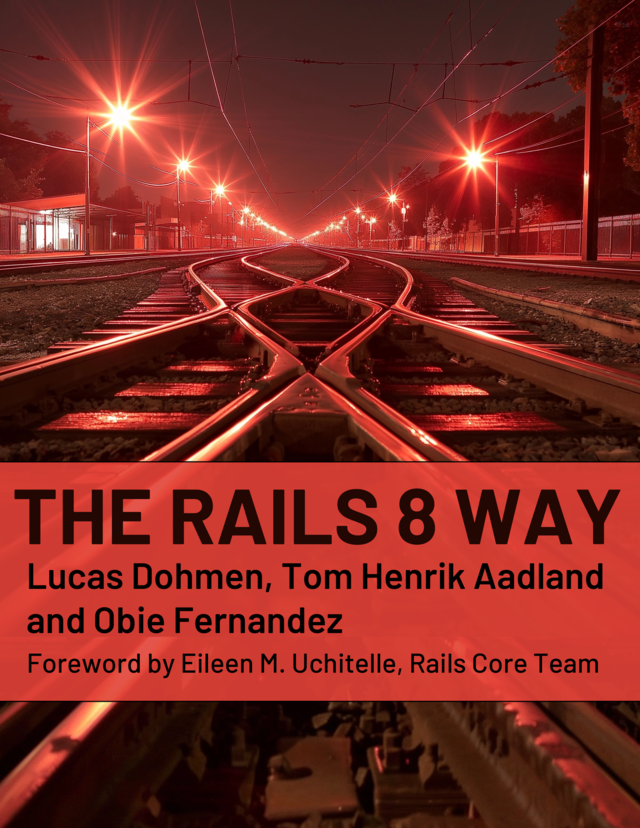 THE RAILS 8 WAY
Lucas Dohmen, Tom Henrik Aadland
and Obie Fernandez
Foreword by Eileen M. Uchitelle, Rails Core Team